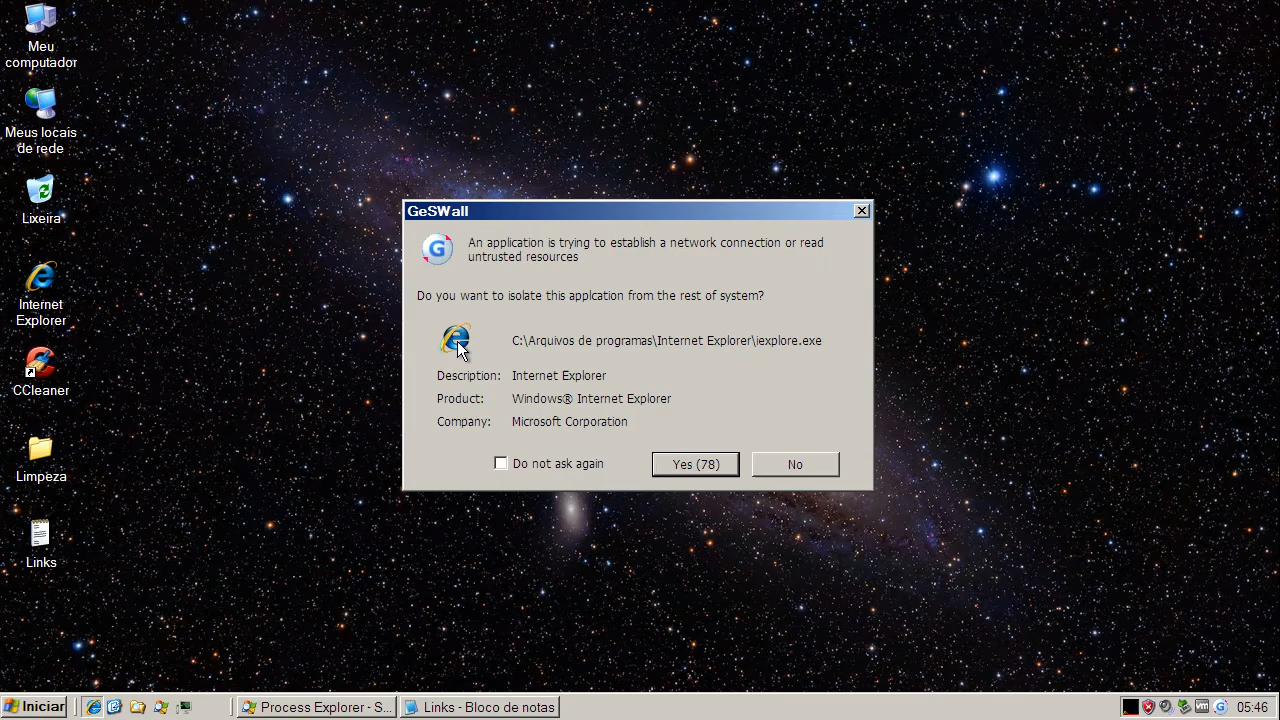 Meu
computador
Meus locais
de rede
Lixeira
Internet
Explorer
CCleaner
Limpeza
Links
GeSWall
An application is trying to establish a network connection or read
untrusted resources
Do you want to isolate this applcation from the rest of system?
C:\Arquivos de programas\Internet Explorer\iexplore.exe
Description: Internet Explorer
Product: Windows® Internet Explorer
Company: Microsoft Corporation
Do not ask again
Yes (78)
No
Iniciar
Process Explorer - S...
Links - Bloco de notas
05:46